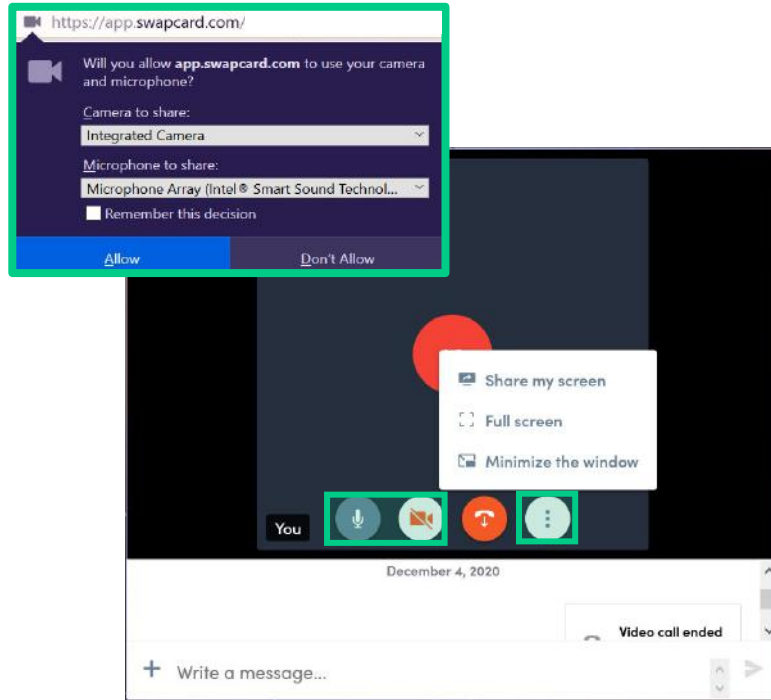 https://app.swapcard.com/
Will you allow app.swapcard.com to use your camera
and microphone?
Camera to share:
Integrated Camera
Microphone to share:
Microphone Array (Intel® Smart Sound Technol...
Remember this decision
Allow
Don't Allow
Share my screen
Full screen
Minimize the window
You
December 4, 2020
Video call ended
Write a message...